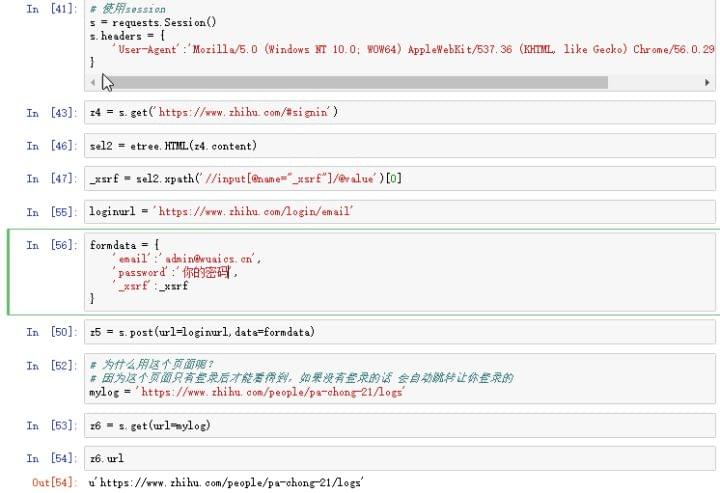 In [41]: # 使用session
s = requests.Session()
s.headers = {
'User-Agent':'Mozilla/5.0 (Windows NT 10.0; WOW64) AppleWebKit/537.36 (KHTML, like Gecko) Chrome/56.0.29
}
In [43]: z4 = s.get('https://www.zhihu.com/#signin')
In [46]: sel2 = etree.HTML(z4.content)
In [47]: _xsrf = sel2.xpath('//input[@name="_xsrf"]/@value')[0]
In [55]: loginurl = 'https://www.zhihu.com/login/email'
In [56]: formdata = {
'email':'admin@wuaics.cn',
'password':'你的密码',
'_xsrf':_xsrf
}
In [50]: z5 = s.post(url=loginurl,data=formdata)
In [52]: # 为什么用这个页面呢?
# 因为这个页面只有登录后才能看得到，如果没有登录的话 会自动跳转让你登录的
mylog = 'https://www.zhihu.com/people/pa-chong-21/logs'
In [53]: z6 = s.get(url=mylog)
In [54]: z6.url
Out[54]: u'https://www.zhihu.com/people/pa-chong-21/logs'